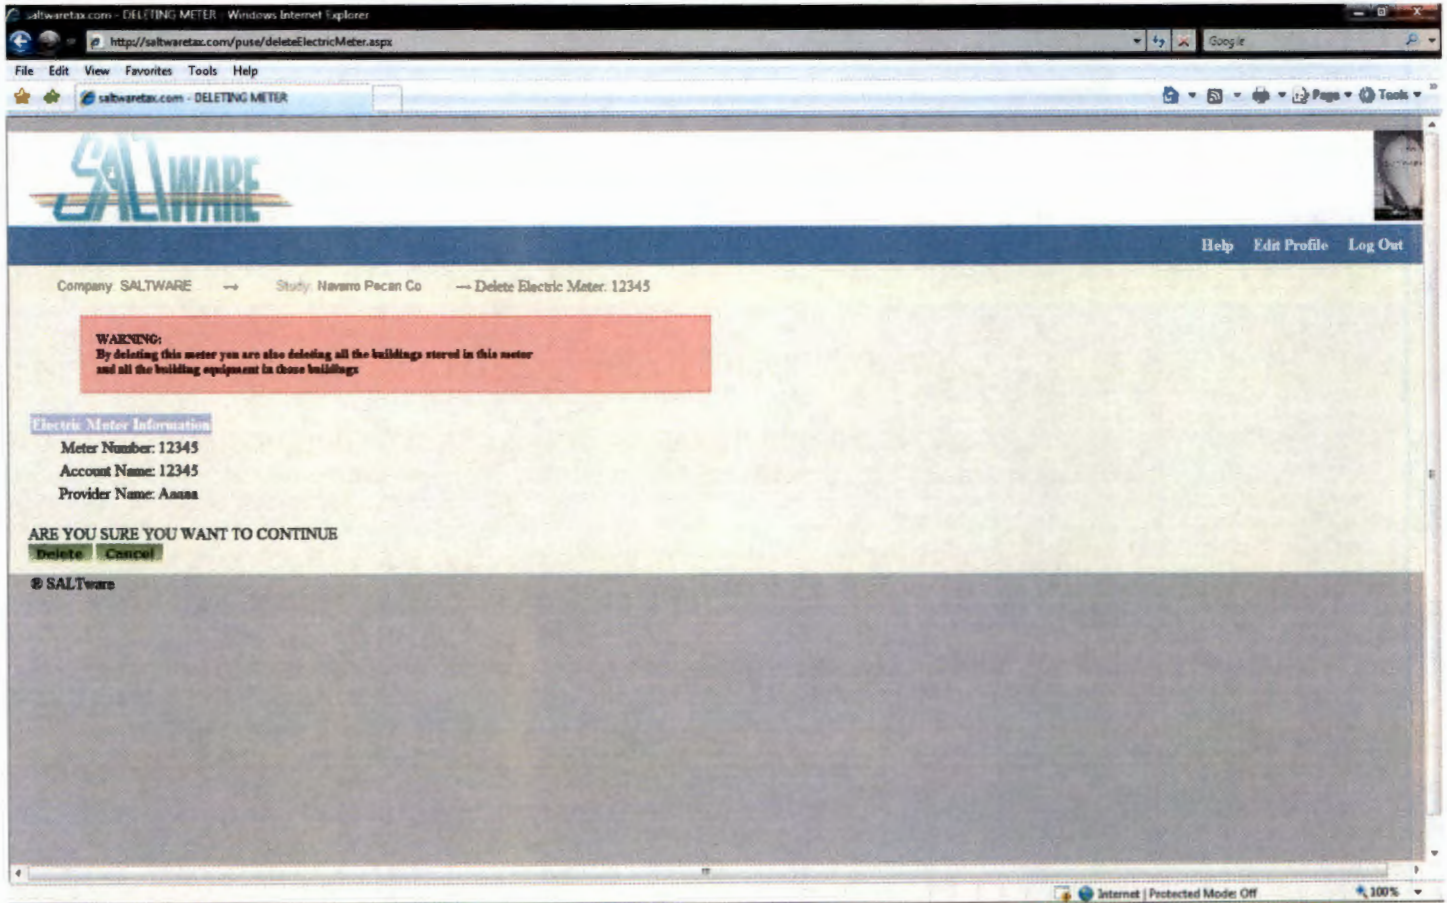 saltwaretax.com - DELETING METER - Windows Internet Explorer
http://saltwaretax.com/puse/deleteElectricMeter.aspx
Google
File Edit View Favorites Tools Help
saltwaretax.com - DELETING METER
Page Tools
SALTWARE
Help Edit Profile Log Out
Company: SALTWARE → Study: Navarro Pecan Co → Delete Electric Meter: 12345
WARNING:
By deleting this meter you are also deleting all the buildings stored in this meter
and all the building equipment in those buildings
Electric Meter Information
Meter Number: 12345
Account Name: 12345
Provider Name: Aaaaa
ARE YOU SURE YOU WANT TO CONTINUE
Delete Cancel
® SALTware
Internet | Protected Mode: Off
100%